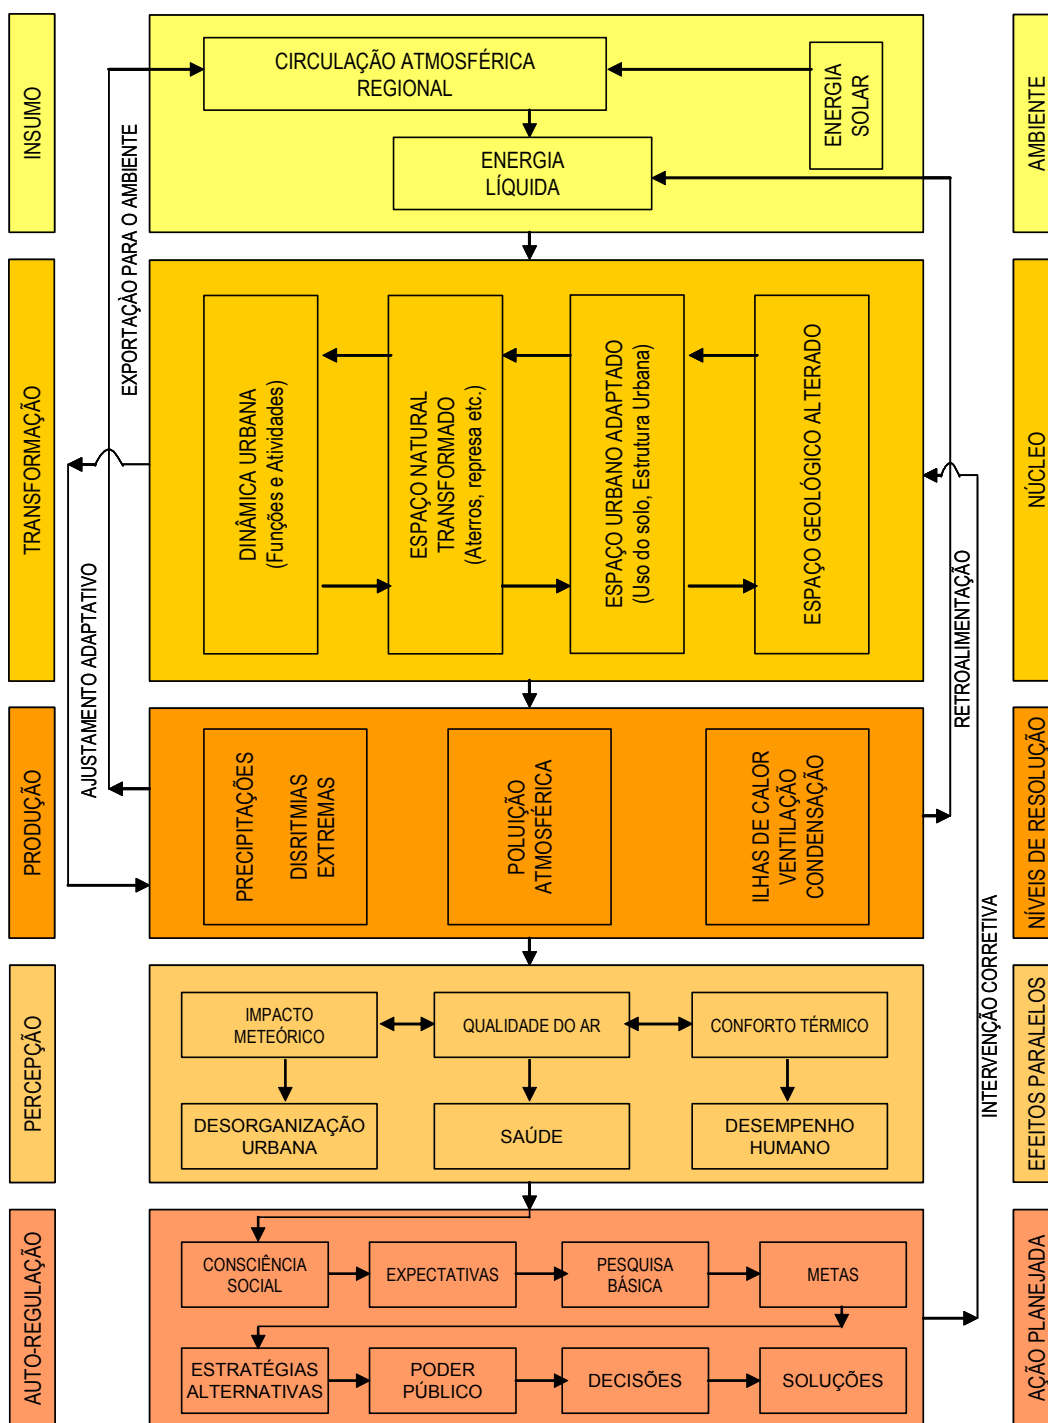 INSUMO
CIRCULAÇÃO ATMOSFÉRICA
REGIONAL
ENERGIA
SOLAR
ENERGIA
LÍQUIDA
AMBIENTE
EXPORTAÇÀO PARA O AMBIENTE
TRANSFORMAÇÃO
DINÂMICA URBANA
(Funções e Atividades)
ESPAÇO NATURAL
TRANSFORMADO
(Aterros, represa etc.)
ESPAÇO URBANO ADAPTADO
(Uso do solo, Estrutura Urbana)
ESPAÇO GEOLÓGICO ALTERADO
NÚCLEO
AJUSTAMENTO ADAPTATIVO
RETROALIMENTAÇÃO
PRODUÇÃO
PRECIPITAÇÕES
DISRITMIAS
EXTREMAS
POLUIÇÃO
ATMOSFÉRICA
ILHAS DE CALOR
VENTILAÇÃO
CONDENSAÇÃO
NÍVEIS DE RESOLUÇÃO
INTERVENÇÃO CORRETIVA
PERCEPÇÃO
IMPACTO
METEÓRICO
QUALIDADE DO AR
CONFORTO TÉRMICO
DESORGANIZAÇÃO
URBANA
SAÚDE
DESEMPENHO
HUMANO
EFEITOS PARALELOS
AUTO-REGULAÇÃO
CONSCIÊNCIA
SOCIAL
EXPECTATIVAS
PESQUISA
BÁSICA
METAS
ESTRATÉGIAS
ALTERNATIVAS
PODER
PÚBLICO
DECISÕES
SOLUÇÕES
AÇÃO PLANEJADA